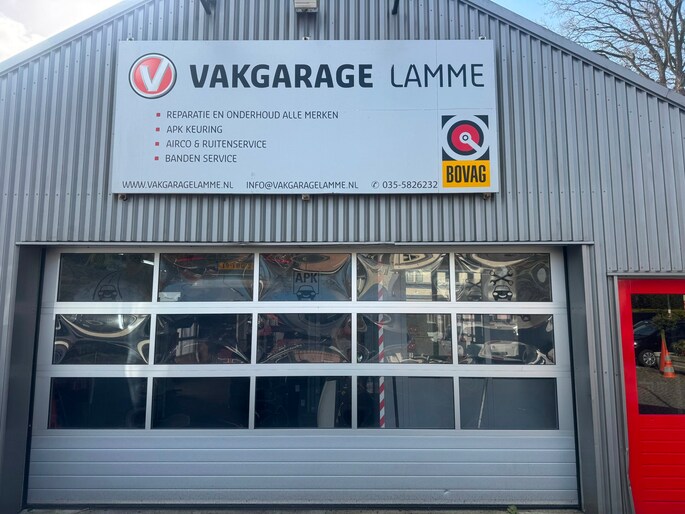 V VAKGARAGE LAMME
REPARATIE EN ONDERHOUD ALLE MERKEN
APK KEURING
AIRCO & RUITENSERVICE
BANDEN SERVICE
WWW.VAKGARAGELAMME.NL INFO@VAKGARAGELAMME.NL 035-5826232
BOVAG
APK